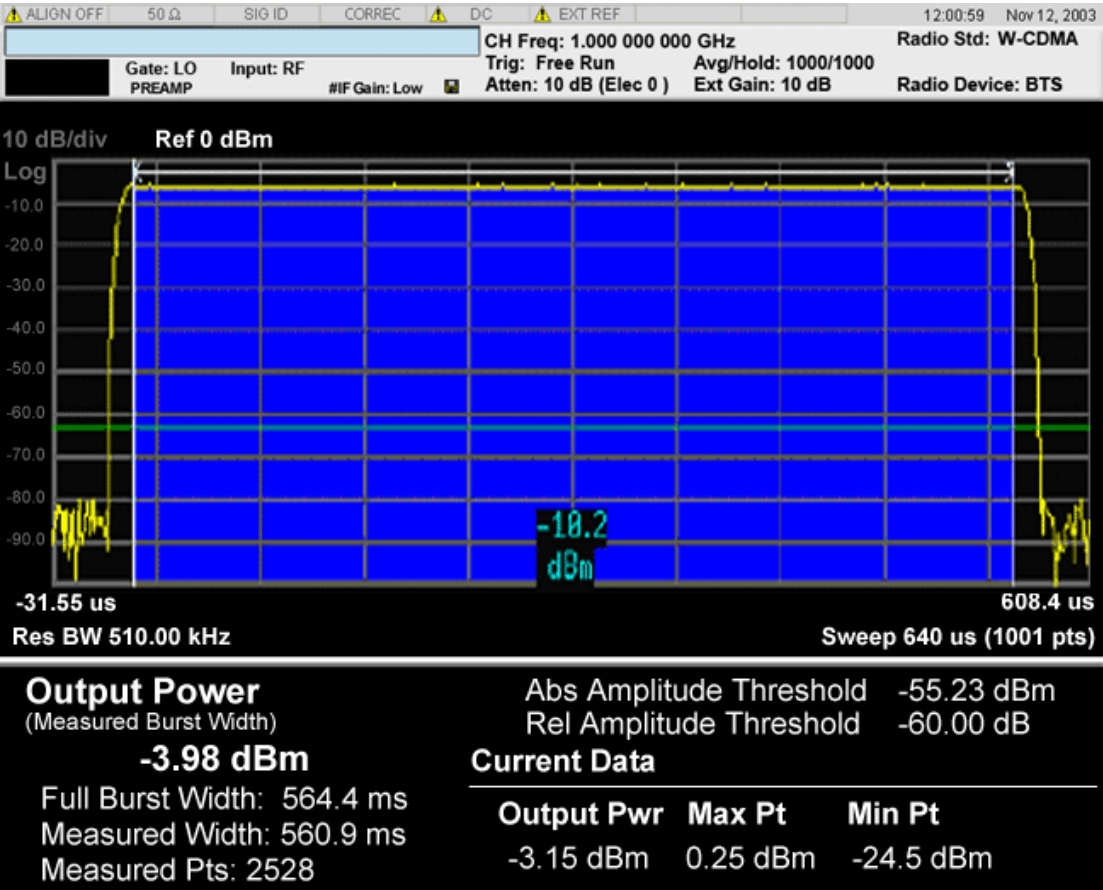 ALIGN OFF 50 Ω SIG ID CORREC DC EXT REF 12:00:59 Nov 12, 2003
CH Freq: 1.000 000 000 GHz Radio Std: W-CDMA
Gate: LO Input: RF Trig: Free Run Avg/Hold: 1000/1000
PREAMP #IF Gain: Low Atten: 10 dB (Elec 0 ) Ext Gain: 10 dB Radio Device: BTS
10 dB/div Ref 0 dBm
Log
-10.0
-20.0
-30.0
-40.0
-50.0
-60.0
-70.0
-80.0
-90.0
-10.2
dBm
-31.55 us 608.4 us
Res BW 510.00 kHz Sweep 640 us (1001 pts)
Output Power
(Measured Burst Width)
-3.98 dBm
Full Burst Width: 564.4 ms
Measured Width: 560.9 ms
Measured Pts: 2528
Abs Amplitude Threshold -55.23 dBm
Rel Amplitude Threshold -60.00 dB
Current Data
Output Pwr Max Pt Min Pt
-3.15 dBm 0.25 dBm -24.5 dBm